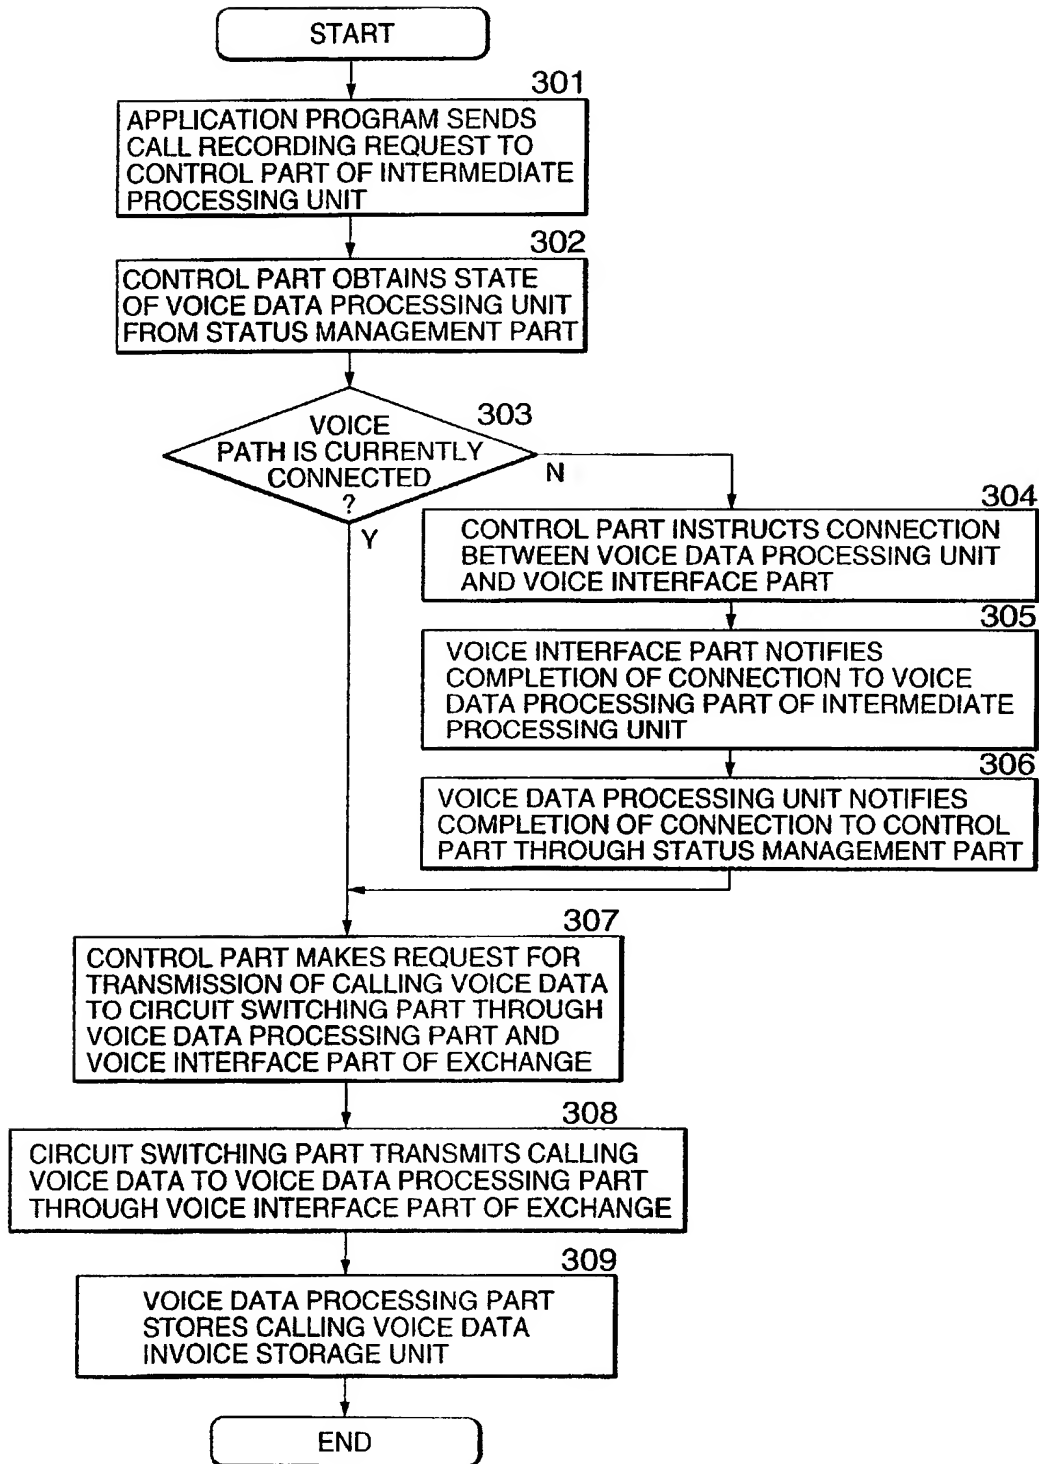 START
301
APPLICATION PROGRAM SENDS
CALL RECORDING REQUEST TO
CONTROL PART OF INTERMEDIATE
PROCESSING UNIT
302
CONTROL PART OBTAINS STATE
OF VOICE DATA PROCESSING UNIT
FROM STATUS MANAGEMENT PART
303
VOICE
PATH IS CURRENTLY
CONNECTED
?
N
Y
304
CONTROL PART INSTRUCTS CONNECTION
BETWEEN VOICE DATA PROCESSING UNIT
AND VOICE INTERFACE PART
305
VOICE INTERFACE PART NOTIFIES
COMPLETION OF CONNECTION TO VOICE
DATA PROCESSING PART OF INTERMEDIATE
PROCESSING UNIT
306
VOICE DATA PROCESSING UNIT NOTIFIES
COMPLETION OF CONNECTION TO CONTROL
PART THROUGH STATUS MANAGEMENT PART
307
CONTROL PART MAKES REQUEST FOR
TRANSMISSION OF CALLING VOICE DATA
TO CIRCUIT SWITCHING PART THROUGH
VOICE DATA PROCESSING PART AND
VOICE INTERFACE PART OF EXCHANGE
308
CIRCUIT SWITCHING PART TRANSMITS CALLING
VOICE DATA TO VOICE DATA PROCESSING PART
THROUGH VOICE INTERFACE PART OF EXCHANGE
309
VOICE DATA PROCESSING PART
STORES CALLING VOICE DATA
INVOICE STORAGE UNIT
END